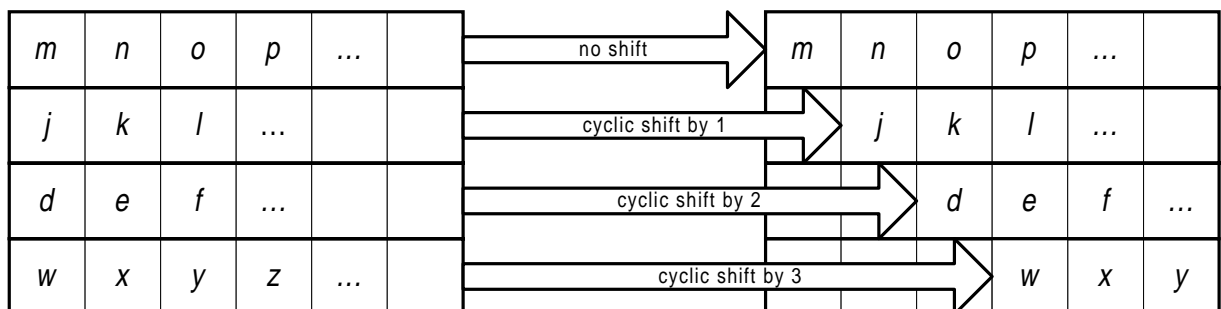 m n o p ... no shift m n o p ...
j k l ... cyclic shift by 1 j k l ...
d e f ... cyclic shift by 2 d e f ...
w x y z ... cyclic shift by 3 w x y